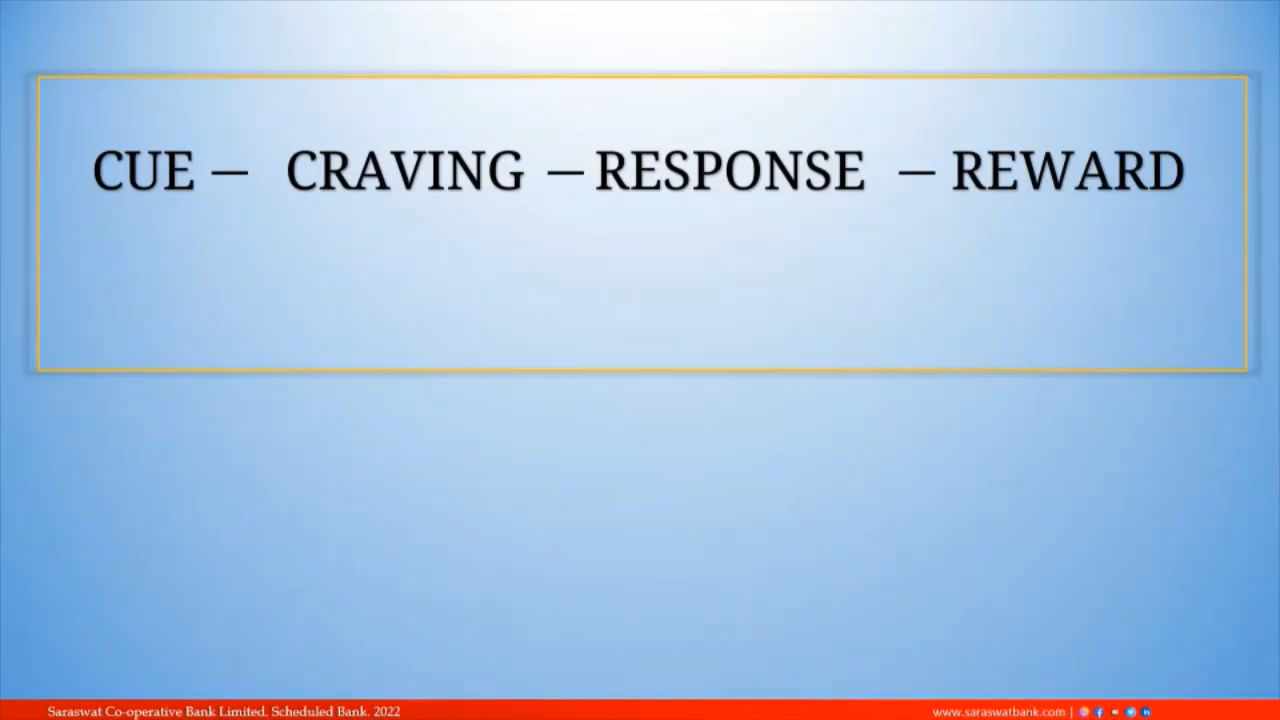 CUE – CRAVING – RESPONSE – REWARD
Saraswat Co-operative Bank Limited. Scheduled Bank. 2022
www.saraswatbank.com |